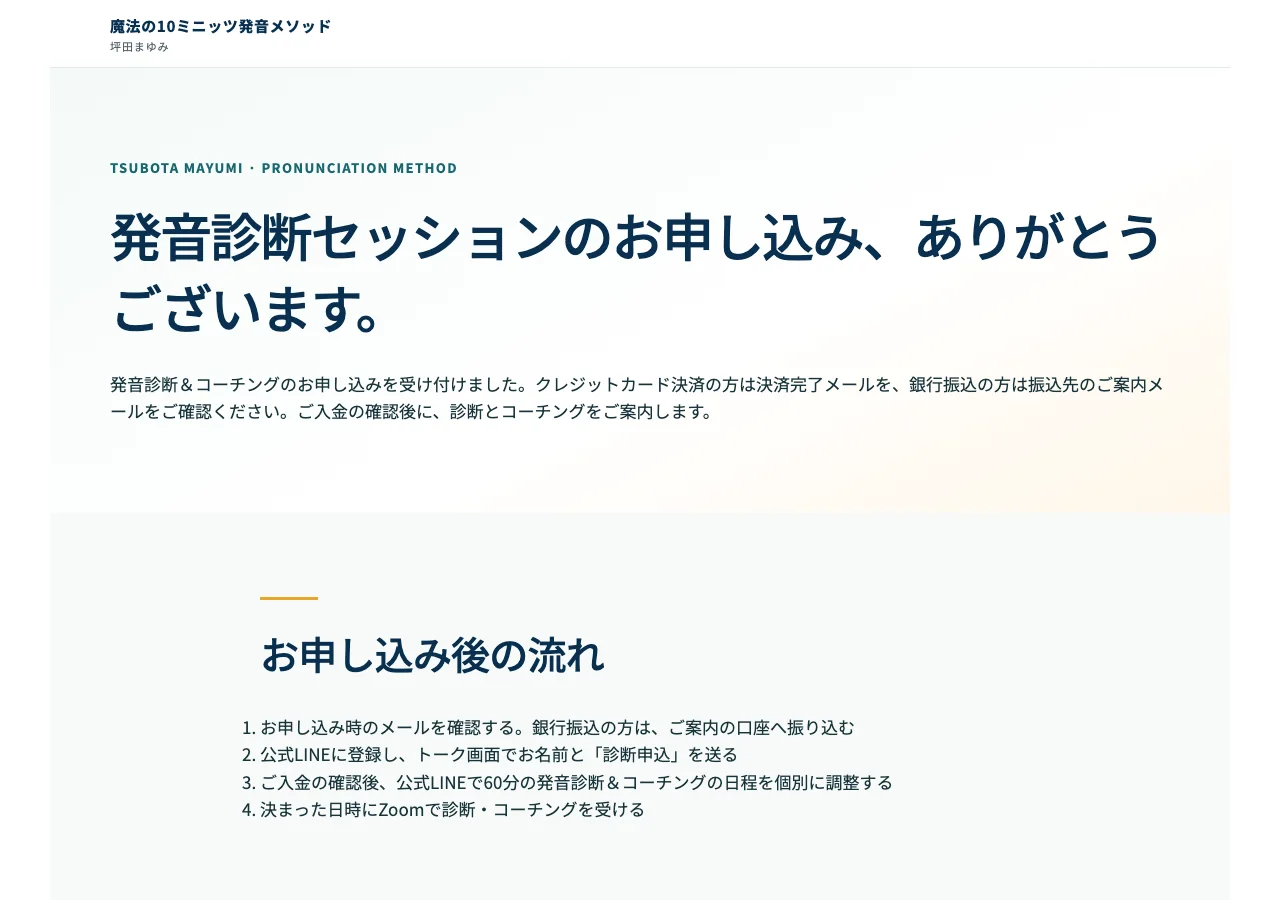 魔法の10ミニッツ発音メソッド
坪田まゆみ
TSUBOTA MAYUMI · PRONUNCIATION METHOD
発音診断セッションのお申し込み、ありがとう
ございます。
発音診断＆コーチングのお申し込みを受け付けました。クレジットカード決済の方は決済完了メールを、銀行振込の方は振込先のご案内メ
ールをご確認ください。ご入金の確認後に、診断とコーチングをご案内します。
お申し込み後の流れ
1. お申し込み時のメールを確認する。銀行振込の方は、ご案内の口座へ振り込む
2. 公式LINEに登録し、トーク画面でお名前と「診断申込」を送る
3. ご入金の確認後、公式LINEで60分の発音診断＆コーチングの日程を個別に調整する
4. 決まった日時にZoomで診断・コーチングを受ける